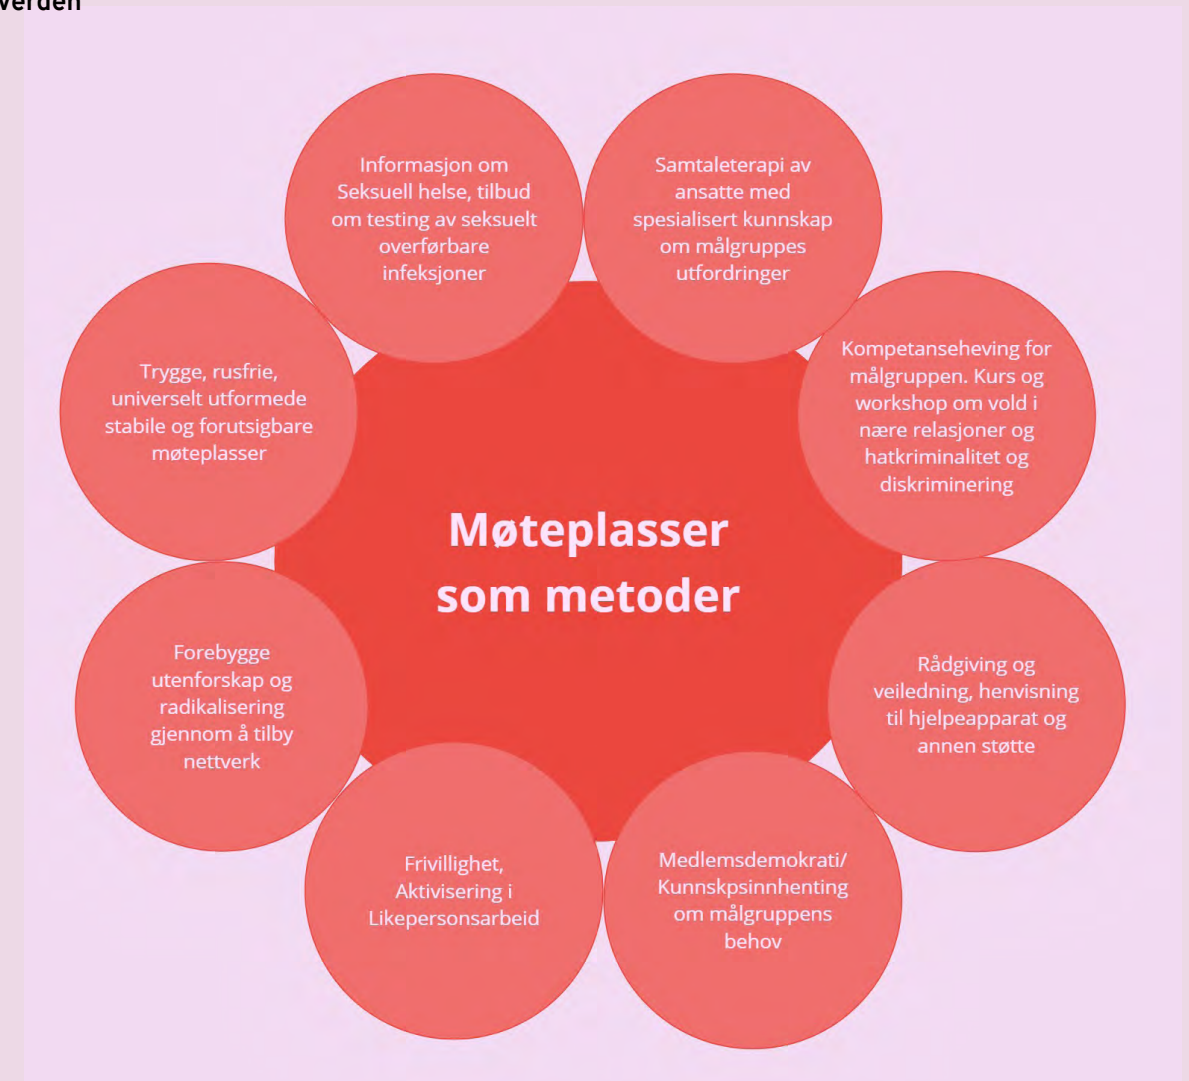 verden
Informasjon om
Seksuell helse, tilbud
om testing av seksuelt
overførbare
infeksjoner
Samtaleterapi av
ansatte med
spesialisert kunnskap
om målgruppes
utfordringer
Kompetanseheving for
målgruppen. Kurs og
workshop om vold i
nære relasjoner og
hatkriminalitet og
diskriminering
Trygge, rusfrie,
universelt utformede
stabile og forutsigbare
møteplasser
Møteplasser
som metoder
Forebygge
utenforskap og
radikalisering
gjennom å tilby
nettverk
Rådgiving og
veiledning, henvisning
til hjelpeapparat og
annen støtte
Frivillighet,
Aktivisering i
Likepersonsarbeid
Medlemsdemokrati/
Kunnskpsinnhenting
om målgruppens
behov